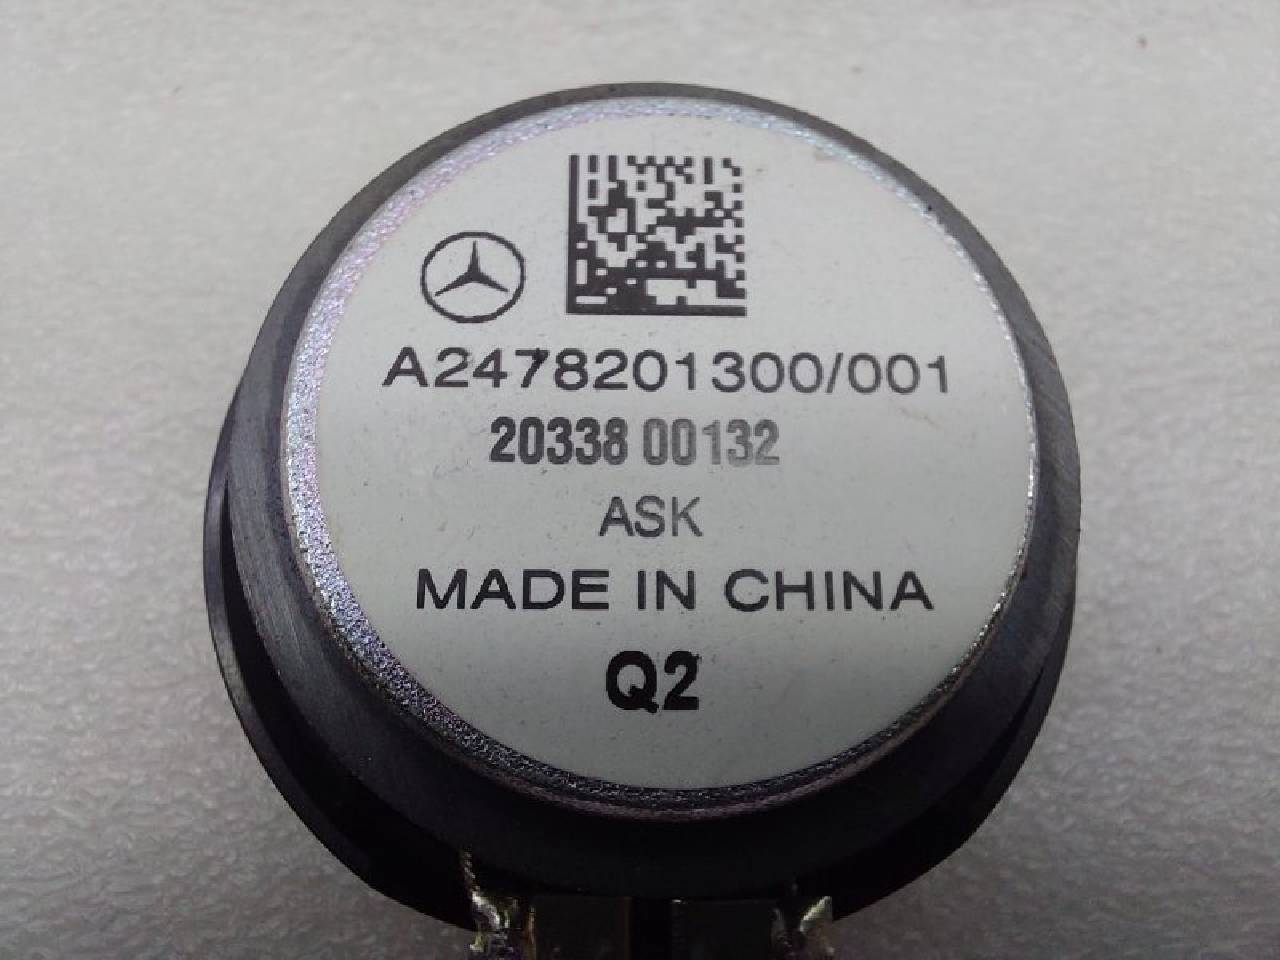 A2478201300/001
20338 00132
ASK
MADE IN CHINA
Q2